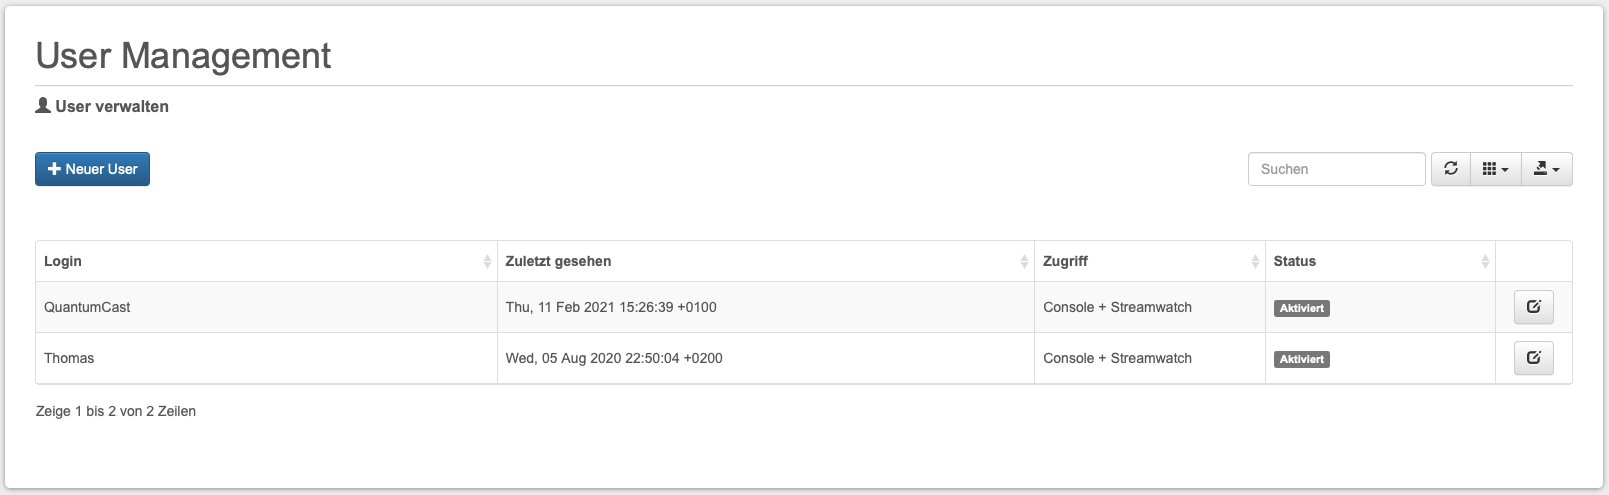 User Management
User verwalten
Neuer User
Suchen
Login Zuletzt gesehen Zugriff Status
QuantumCast Thu, 11 Feb 2021 15:26:39 +0100 Console + Streamwatch Aktiviert
Thomas Wed, 05 Aug 2020 22:50:04 +0200 Console + Streamwatch Aktiviert
Zeige 1 bis 2 von 2 Zeilen